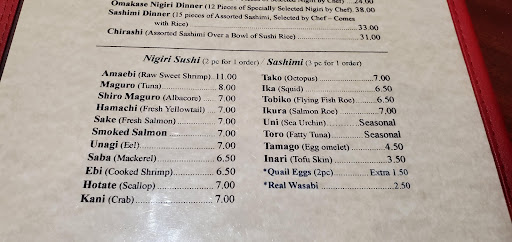 Omakase Nigiri Dinner (12 Pieces of Specially Selected Nigiri by Chef) 38.00
Sashimi Dinner (15 pieces of Assorted Sashimi, Selected by Chef - Comes
with Rice) 33.00
Chirashi (Assorted Sashimi Over a Bowl of Sushi Rice) 31.00
Nigiri Sushi (2 pc for 1 order) / Sashimi (3 pc for 1 order)
Amaebi (Raw Sweet Shrimp) 11.00
Maguro (Tuna) 8.00
Shiro Maguro (Albacore) 7.00
Hamachi (Fresh Yellowtail) 7.00
Sake (Fresh Salmon) 7.00
Smoked Salmon 7.00
Unagi (Eel) 7.00
Saba (Mackerel) 6.50
Ebi (Cooked Shrimp) 6.50
Hotate (Scallop) 7.00
Kani (Crab) 7.00
Tako (Octopus) 7.00
Ika (Squid) 6.50
Tobiko (Flying Fish Roe) 6.50
Ikura (Salmon Roe) 7.00
Uni (Sea Urchin) Seasonal
Toro (Fatty Tuna) Seasonal
Tamago (Egg omelet) 4.50
Inari (Tofu Skin) 3.50
*Quail Eggs (2pc) Extra 1.50
*Real Wasabi 2.50